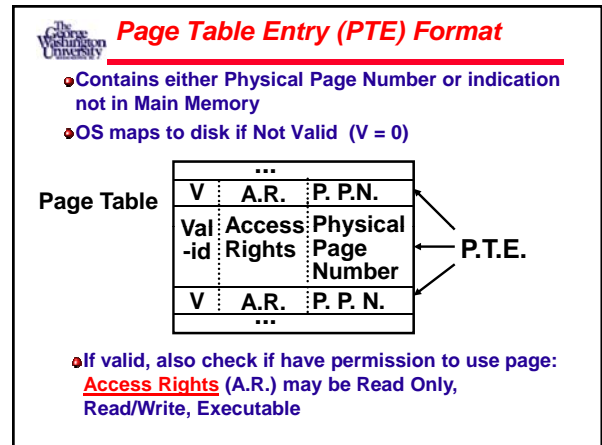 The
George
Washington
University
Page Table Entry (PTE) Format
Contains either Physical Page Number or indication
not in Main Memory
OS maps to disk if Not Valid (V = 0)
Page Table
...
V A.R. P. P.N.
Val Access Physical
-id Rights Page
Number
V A.R. P. P. N.
...
P.T.E.
If valid, also check if have permission to use page:
Access Rights (A.R.) may be Read Only,
Read/Write, Executable